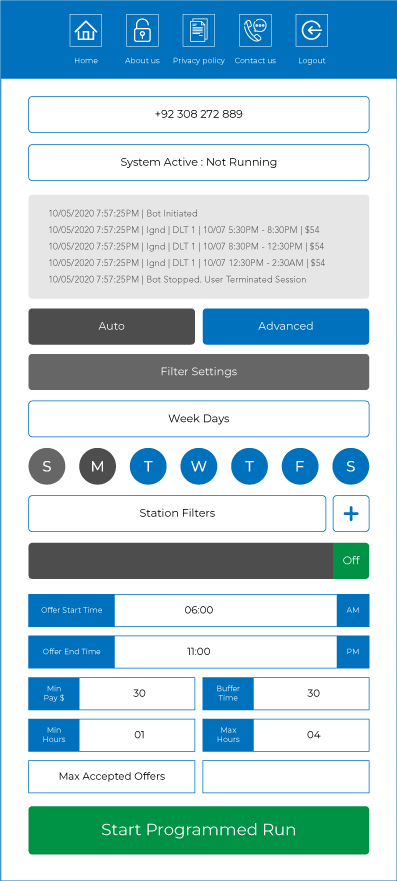 Home About us Privacy policy Contact us Logout
+92 308 272 889
System Active : Not Running
10/05/2020 7:57:25PM | Bot Initiated
10/05/2020 7:57:25PM | Ignd | DLT 1 | 10/07 5:30PM - 8:30PM | $54
10/05/2020 7:57:25PM | Ignd | DLT 1 | 10/07 8:30PM - 12:30PM | $54
10/05/2020 7:57:25PM | Ignd | DLT 1 | 10/07 12:30PM - 2:30AM | $54
10/05/2020 7:57:25PM | Bot Stopped. User Terminated Session
Auto Advanced
Filter Settings
Week Days
S M T W T F S
Station Filters +
Off
Offer Start Time 06:00 AM
Offer End Time 11:00 PM
Min Pay $ 30 Buffer Time 30
Min Hours 01 Max Hours 04
Max Accepted Offers
Start Programmed Run